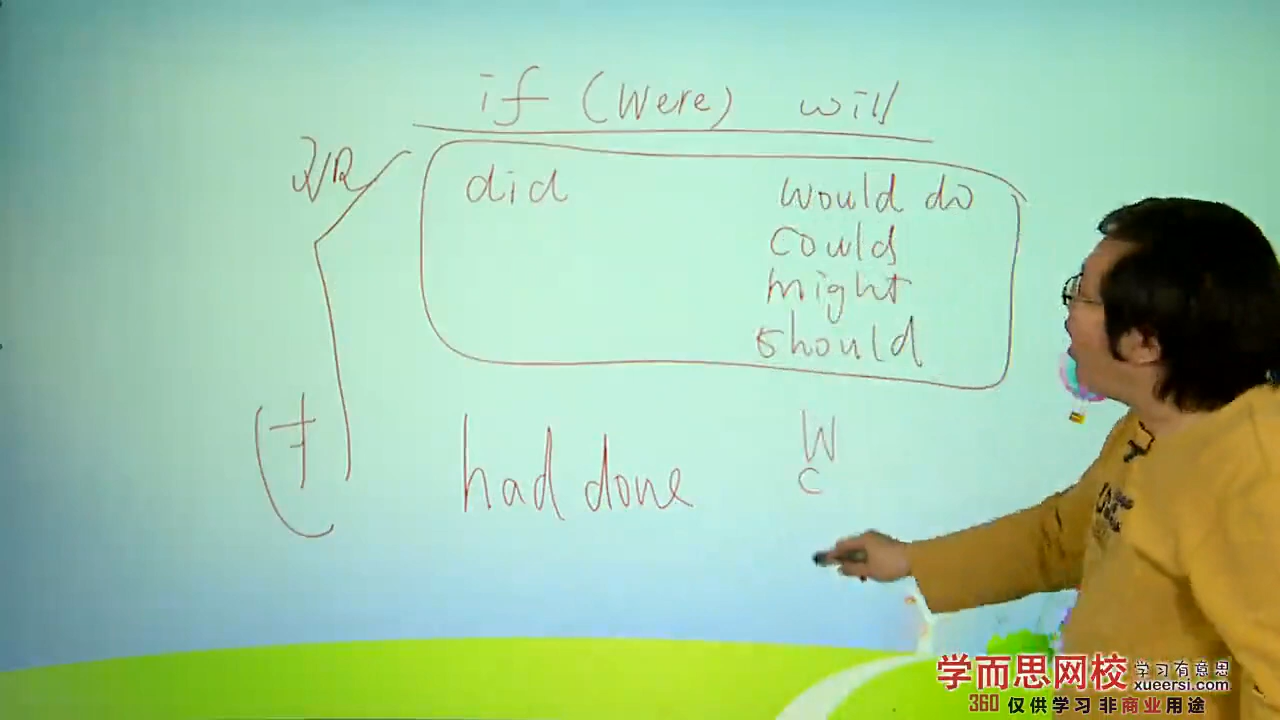 if (were) will
did would do
could
might
should
had done W
C
学而思网校 学习有意思
xueersi.com
360 仅供学习 非商业用途